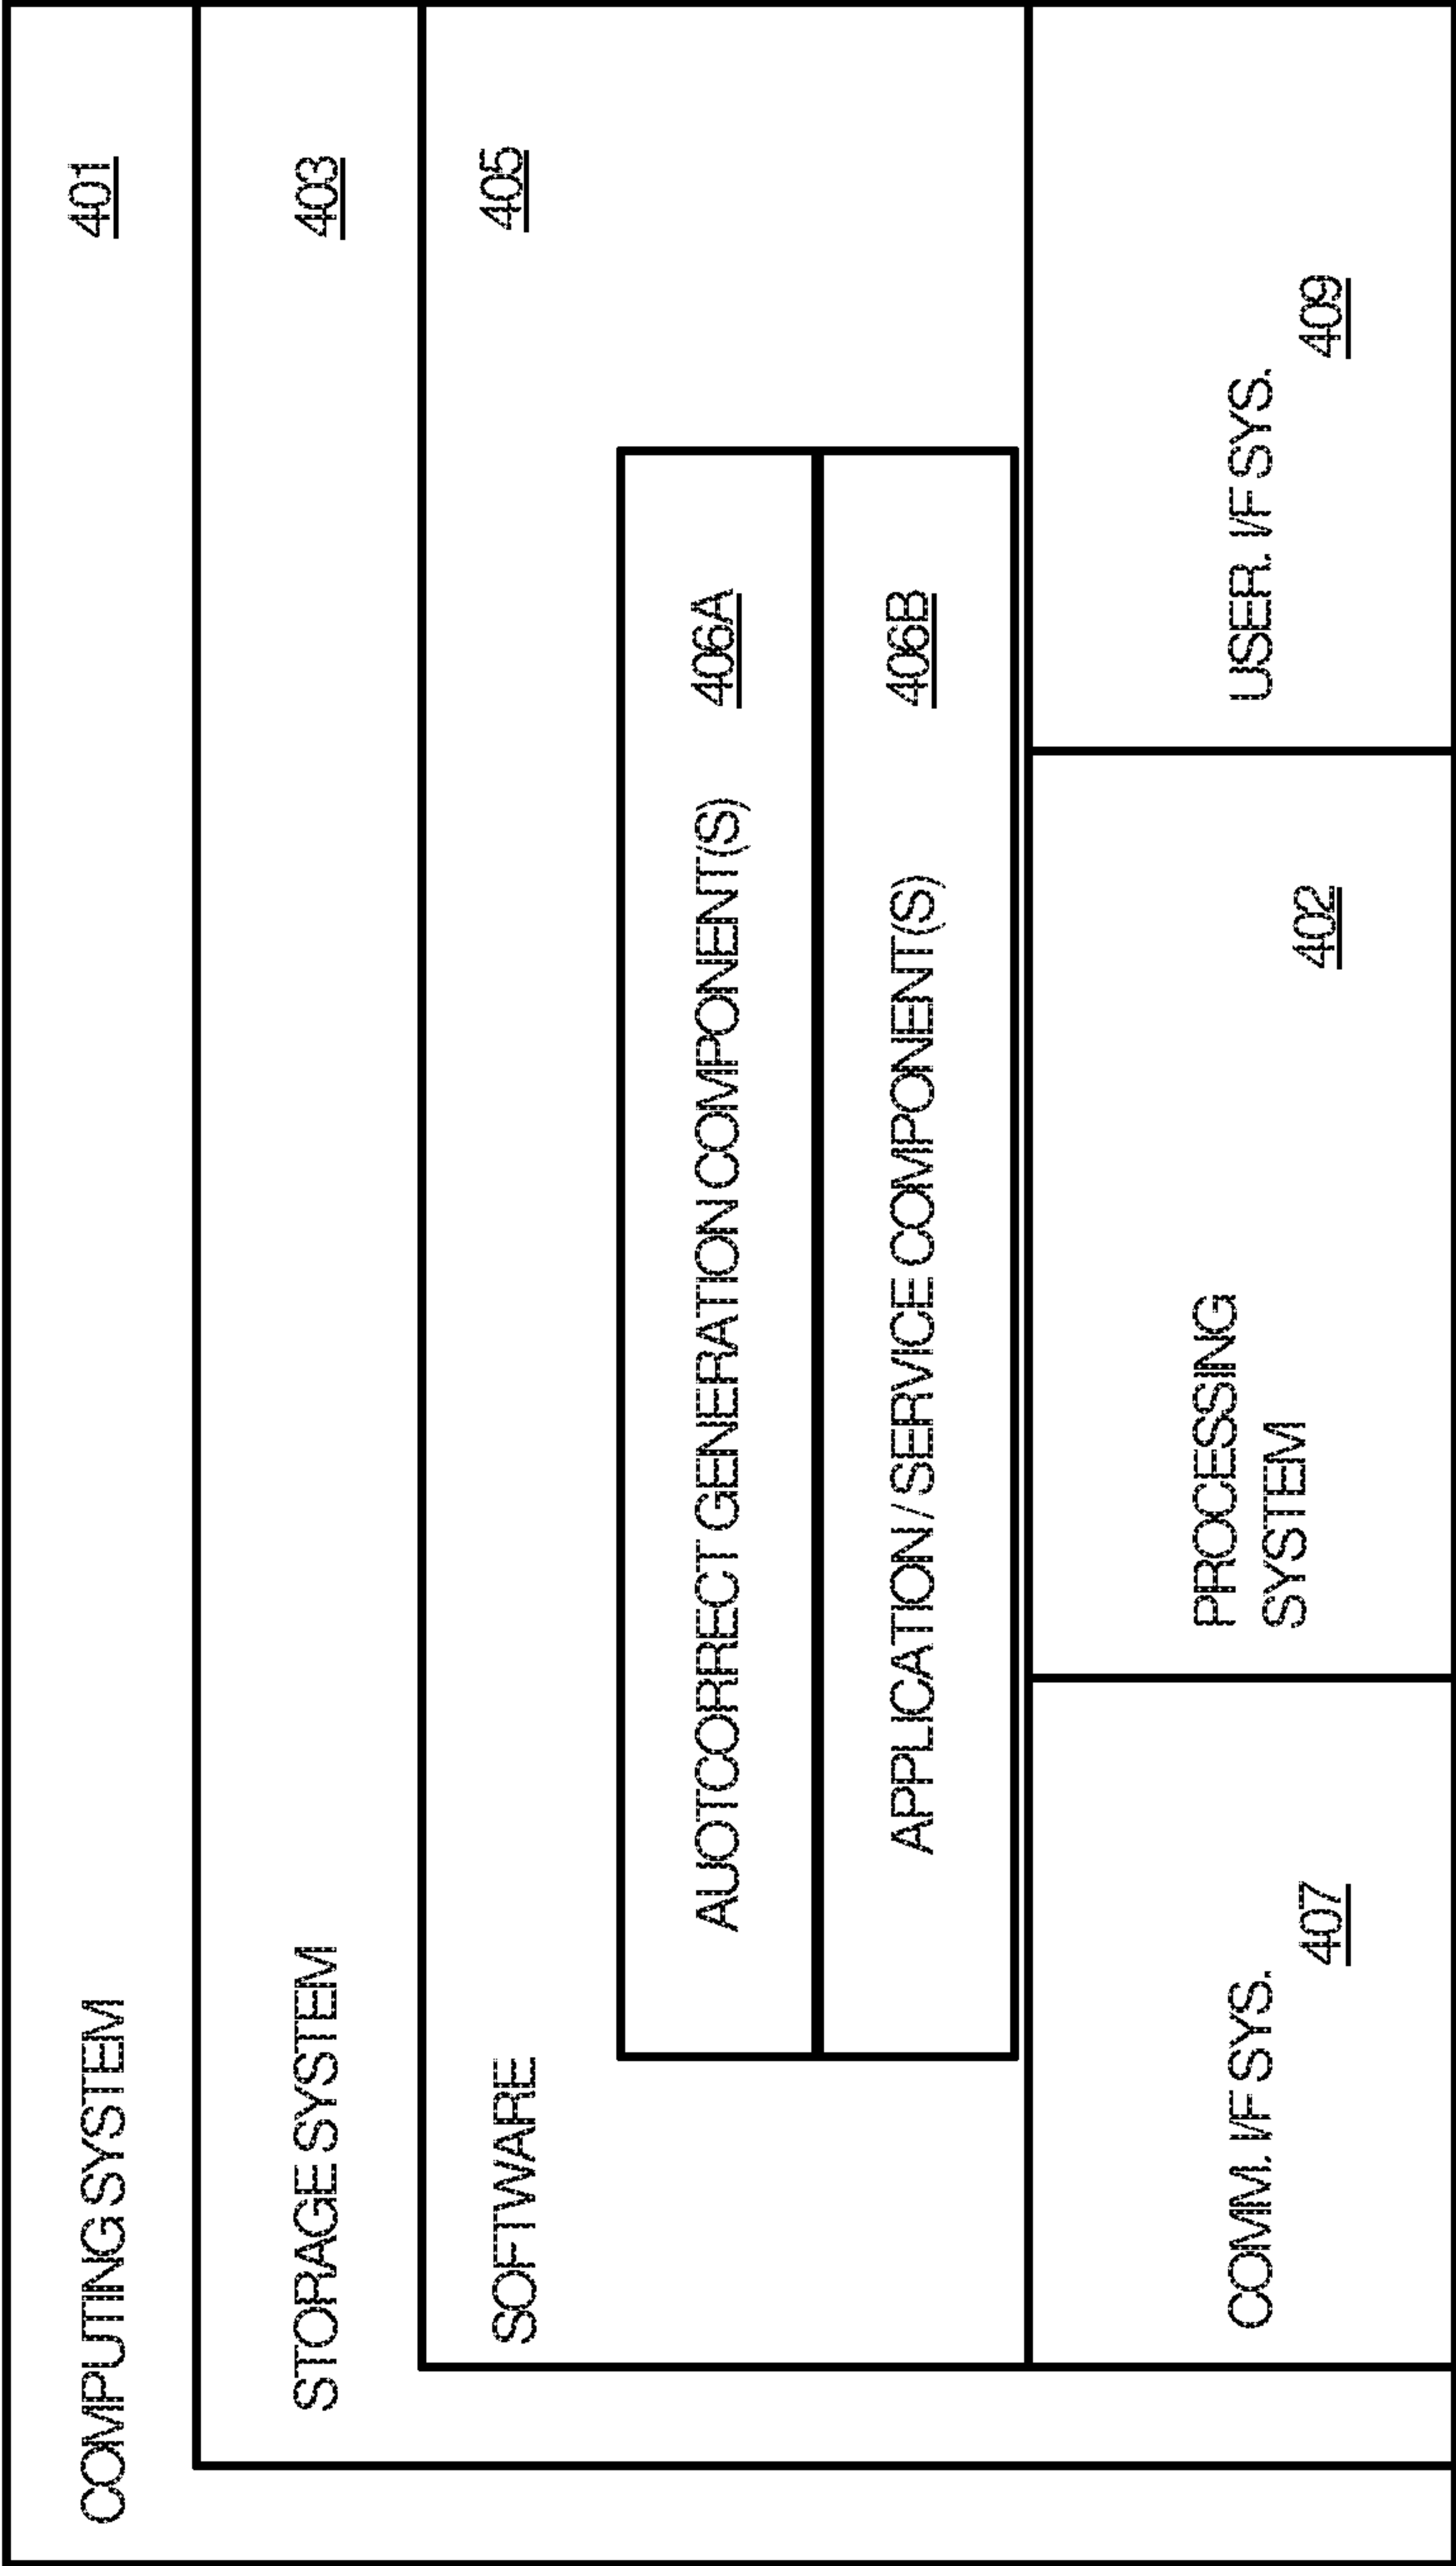 COMPUTING SYSTEM 401
STORAGE SYSTEM 403
SOFTWARE 405
AUOTCORRECT GENERATION COMPONENT(S) 406A
APPLICATION / SERVICE COMPONENT(S) 406B
COMM. I/F SYS.
407
PROCESSING
SYSTEM
402
USER. I/F SYS.
409